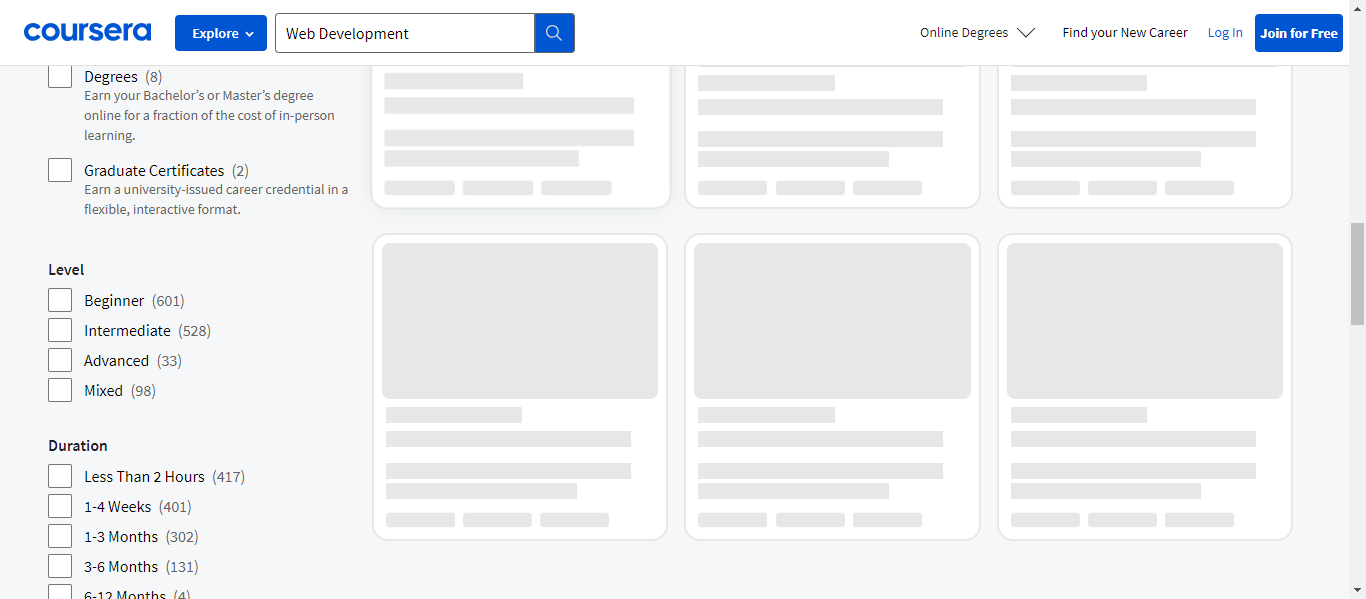 coursera
Explore
Web Development
Online Degrees
Find your New Career
Log In
Join for Free
Degrees (8)
Earn your Bachelor’s or Master’s degree
online for a fraction of the cost of in-person
learning.
Graduate Certificates (2)
Earn a university-issued career credential in a
flexible, interactive format.
Level
Beginner (601)
Intermediate (528)
Advanced (33)
Mixed (98)
Duration
Less Than 2 Hours (417)
1-4 Weeks (401)
1-3 Months (302)
3-6 Months (131)
6-12 Months (4)